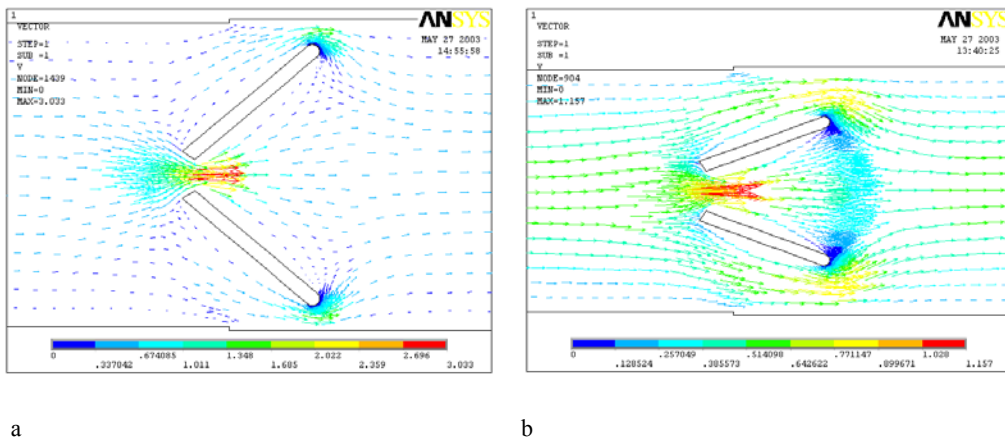 1
VECTOR
STEP=1
SUB =1
V
NODE=1439
MIN=0
MAX=3.033
ANSYS
MAY 27 2003
14:55:58
0 .674085 1.348 2.022 2.696
.337042 1.011 1.685 2.359 3.033
a
1
VECTOR
STEP=1
SUB =1
V
NODE=904
MIN=0
MAX=1.157
ANSYS
MAY 27 2003
13:40:25
0 .257049 .514098 .771147 1.028
.128524 .385573 .642622 .899671 1.157
b